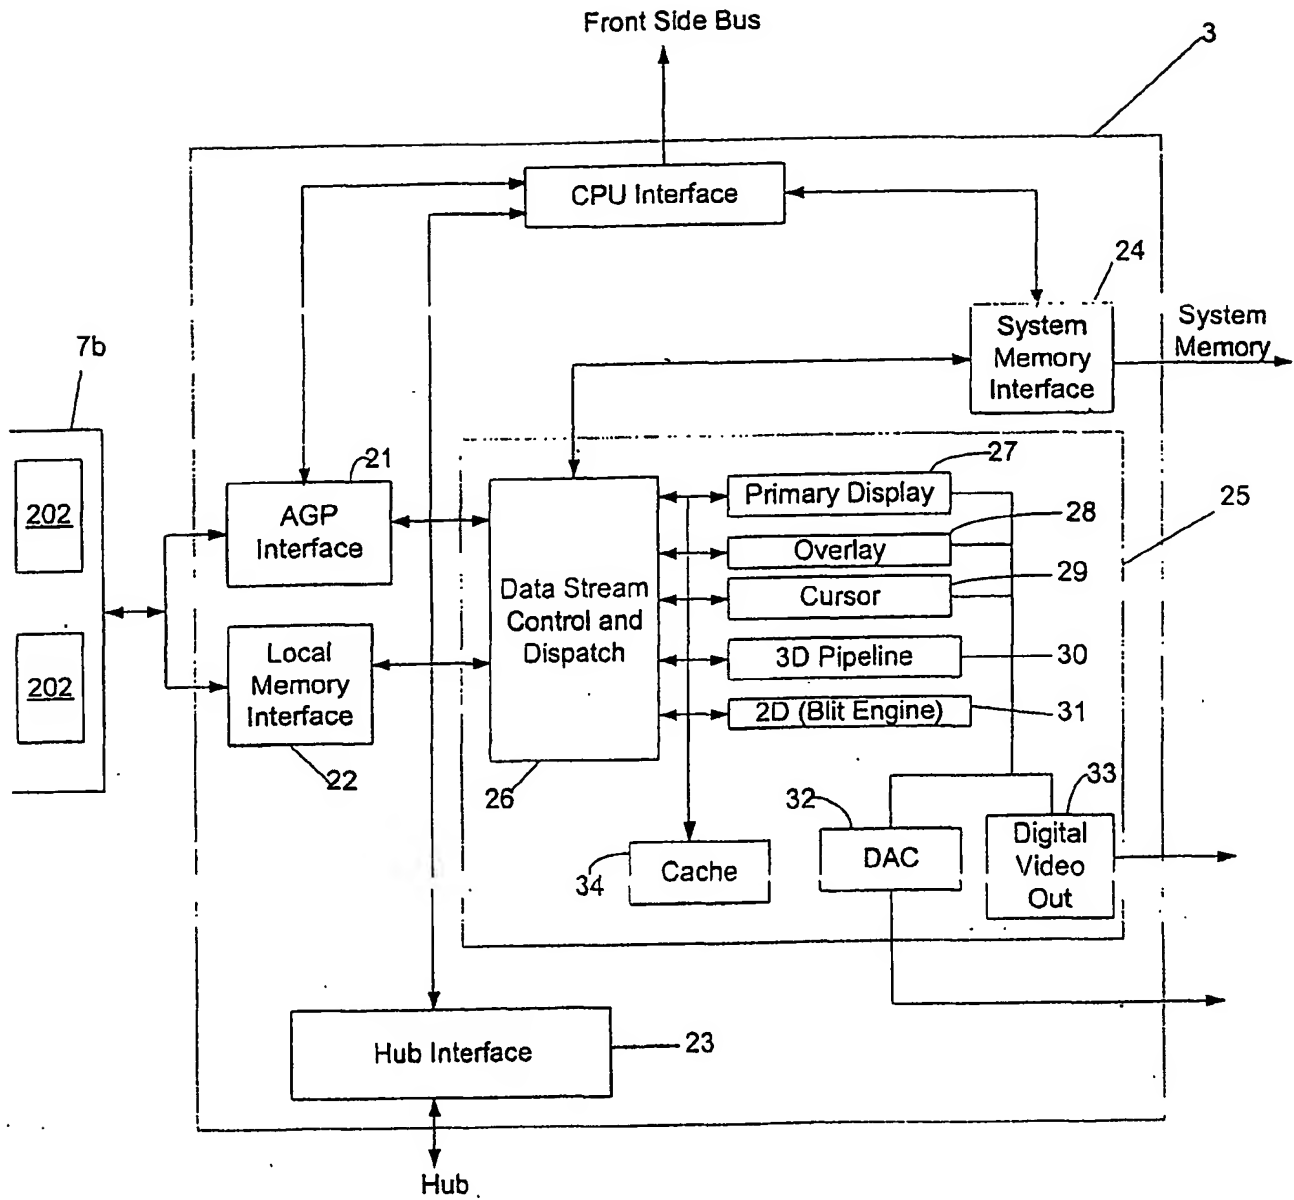 Front Side Bus
3
CPU Interface
24
System
Memory
Interface
System
Memory
7b
202
202
21
AGP
Interface
Local
Memory
Interface
22
Data Stream
Control and
Dispatch
26
27
Primary Display
28
Overlay
29
Cursor
25
3D Pipeline
30
2D (Blit Engine)
31
32
DAC
33
Digital
Video
Out
34
Cache
Hub Interface
23
Hub